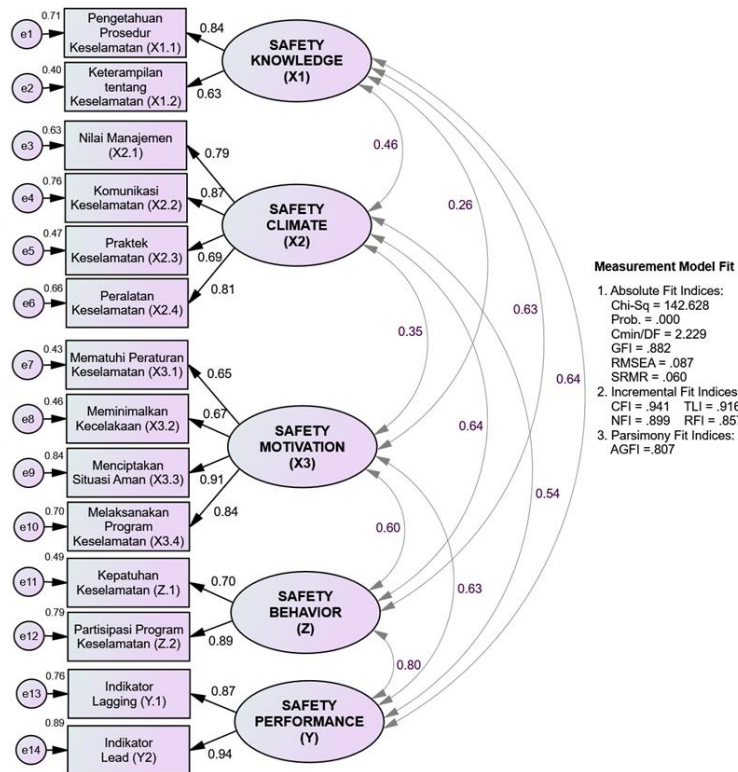 e1
0.71
Pengetahuan
Prosedur
Keselamatan (X1.1)
0.84
SAFETY
KNOWLEDGE
(X1)
e2
0.40
Keterampilan
tentang
Keselamatan (X1.2)
0.63
e3
0.63
Nilai Manajemen
(X2.1)
0.79
0.46
e4
0.76
Komunikasi
Keselamatan (X2.2)
0.87
SAFETY
CLIMATE
(X2)
0.26
e5
0.47
Praktek
Keselamatan (X2.3)
0.69
e6
0.66
Peralatan
Keselamatan (X2.4)
0.81
0.35
0.63
0.64
e7
0.43
Mematuhi Peraturan
Keselamatan (X3.1)
0.65
e8
0.46
Meminimalkan
Kecelakaan (X3.2)
0.67
SAFETY
MOTIVATION
(X3)
0.64
e9
0.84
Menciptakan
Situasi Aman (X3.3)
0.91
0.54
e10
0.70
Melaksanakan
Program
Keselamatan (X3.4)
0.84
0.60
e11
0.49
Kepatuhan
Keselamatan (Z.1)
0.70
SAFETY
BEHAVIOR
(Z)
0.63
e12
0.79
Partisipasi Program
Keselamatan (Z.2)
0.89
0.80
e13
0.76
Indikator
Lagging (Y.1)
0.87
SAFETY
PERFORMANCE
(Y)
e14
0.89
Indikator
Lead (Y2)
0.94
Measurement Model Fit
1. Absolute Fit Indices:
Chi-Sq = 142.628
Prob. = .000
Cmin/DF = 2.229
GFI = .882
RMSEA = .087
SRMR = .060
2. Incremental Fit Indices
CFI = .941 TLI = .916
NFI = .899 RFI = .857
3. Parsimony Fit Indices:
AGFI =.807